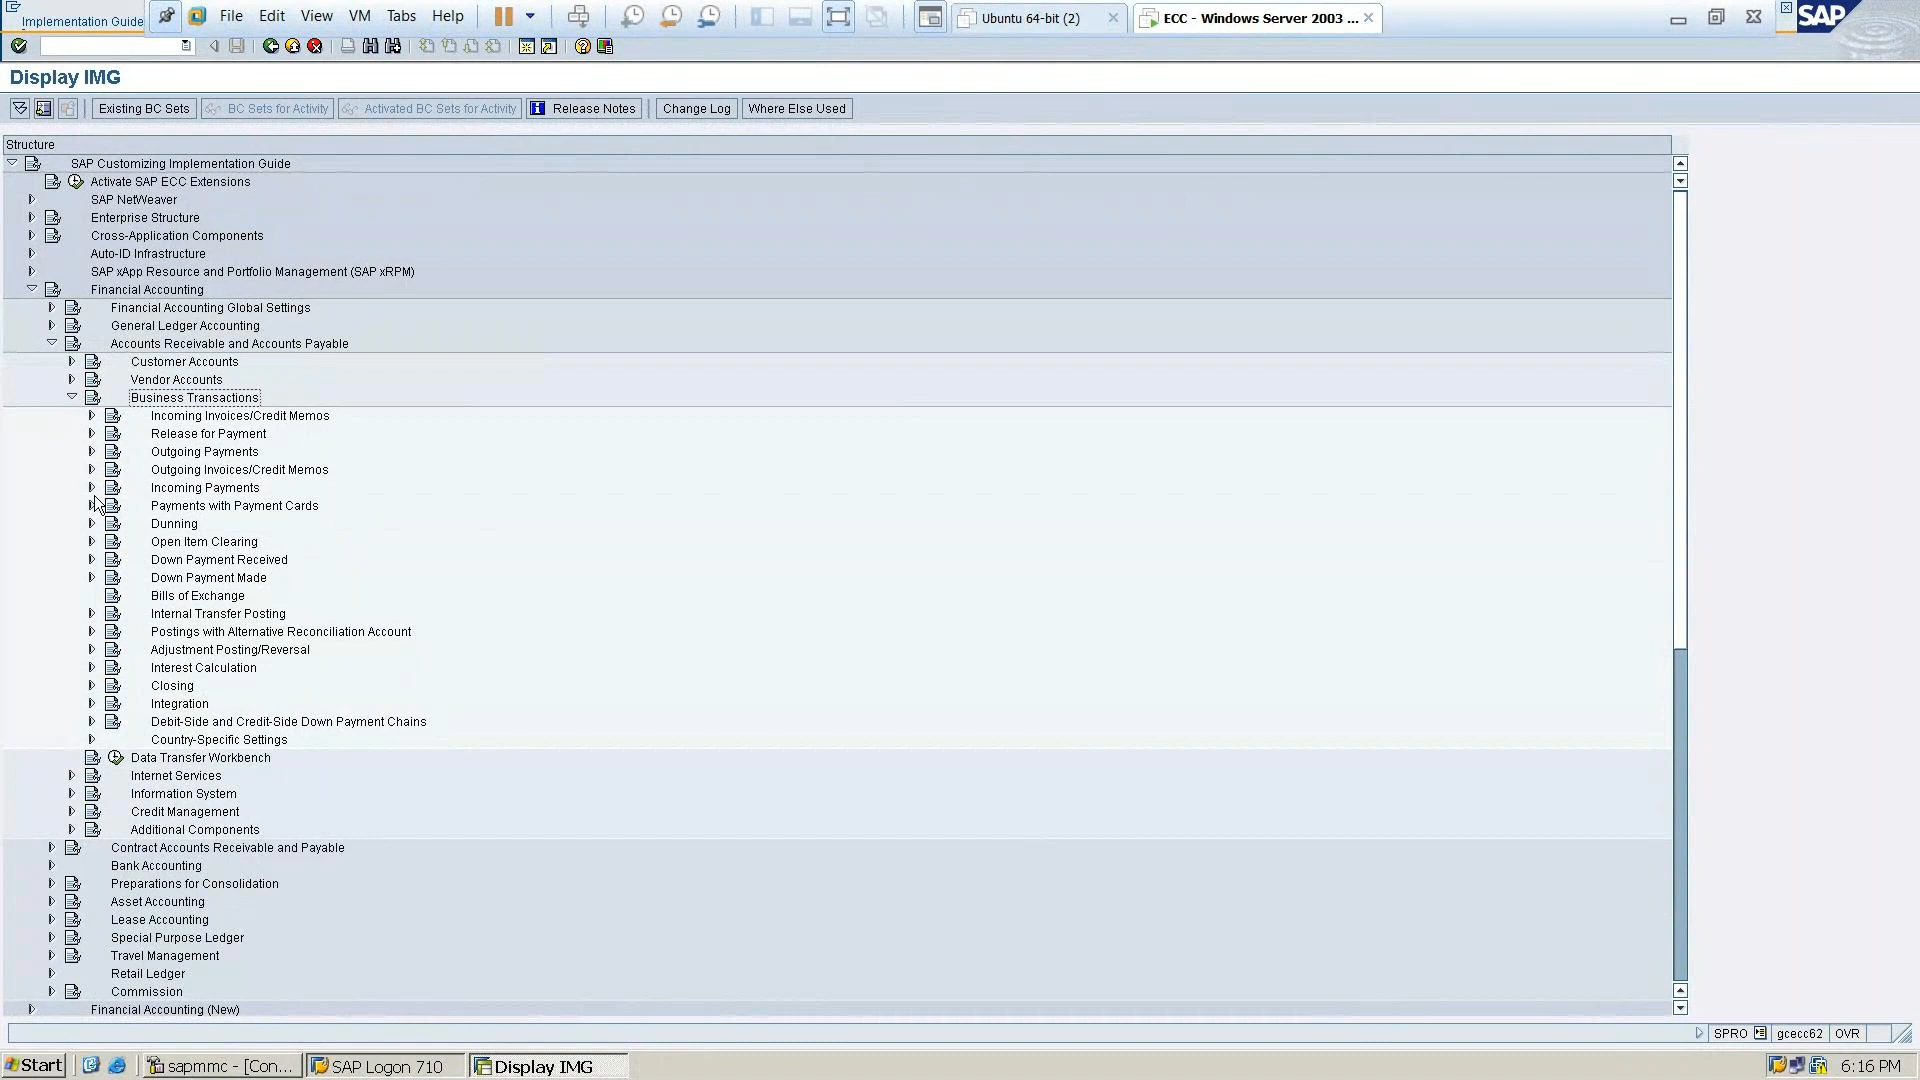 Implementation Guide
File Edit View VM Tabs Help
Ubuntu 64-bit (2)
ECC - Windows Server 2003 ...
SAP
Display IMG
Existing BC Sets
BC Sets for Activity
Activated BC Sets for Activity
Release Notes
Change Log
Where Else Used
Structure
SAP Customizing Implementation Guide
Activate SAP ECC Extensions
SAP NetWeaver
Enterprise Structure
Cross-Application Components
Auto-ID Infrastructure
SAP xApp Resource and Portfolio Management (SAP xRPM)
Financial Accounting
Financial Accounting Global Settings
General Ledger Accounting
Accounts Receivable and Accounts Payable
Customer Accounts
Vendor Accounts
Business Transactions
Incoming Invoices/Credit Memos
Release for Payment
Outgoing Payments
Outgoing Invoices/Credit Memos
Incoming Payments
Payments with Payment Cards
Dunning
Open Item Clearing
Down Payment Received
Down Payment Made
Bills of Exchange
Internal Transfer Posting
Postings with Alternative Reconciliation Account
Adjustment Posting/Reversal
Interest Calculation
Closing
Integration
Debit-Side and Credit-Side Down Payment Chains
Country-Specific Settings
Data Transfer Workbench
Internet Services
Information System
Credit Management
Additional Components
Contract Accounts Receivable and Payable
Bank Accounting
Preparations for Consolidation
Asset Accounting
Lease Accounting
Special Purpose Ledger
Travel Management
Retail Ledger
Commission
Financial Accounting (New)
SPRO gcecc62 OVR
Start
sapmmc - [Con...
SAP Logon 710
Display IMG
6:16 PM